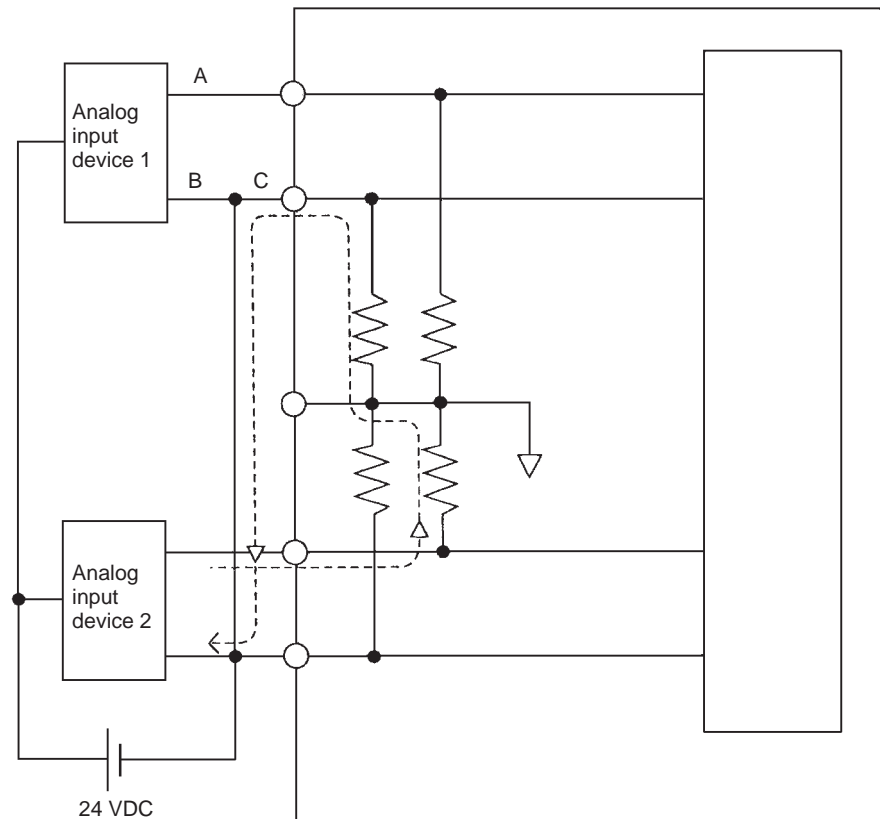 A
Analog
input
device 1
B C
Analog
input
device 2
24 VDC